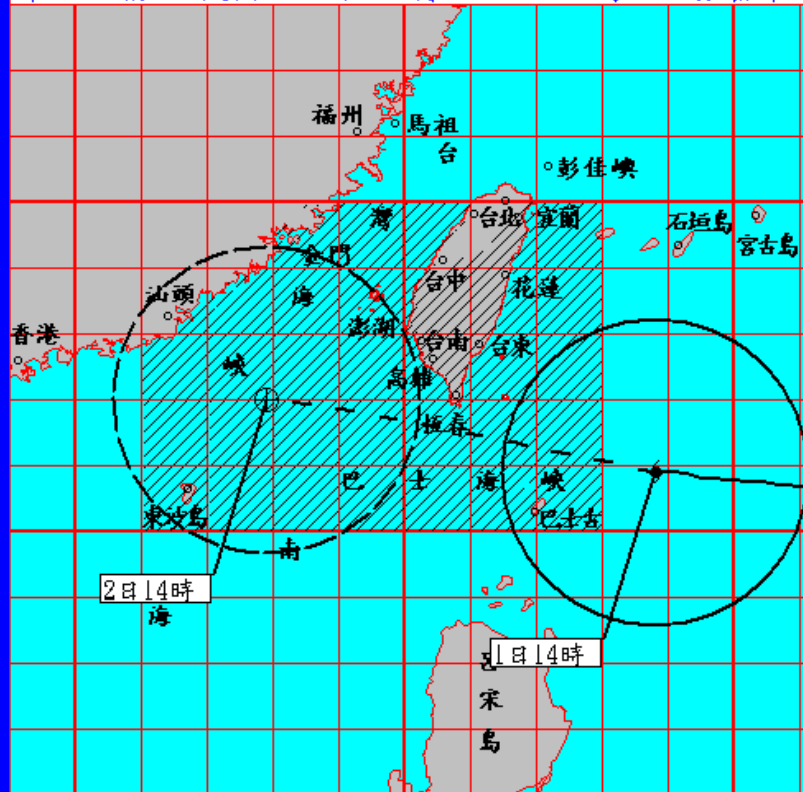 福州
馬祖
台
彭佳嶼
灣
台北
宜蘭
石垣島
宮古島
金門
台中
花蓮
海
汕頭
澎湖
香港
台南
台東
峽
高雄
恆春
巴士海峽
東沙島
巴士古
南
2日14時
海
1日14時
呂
宋
島